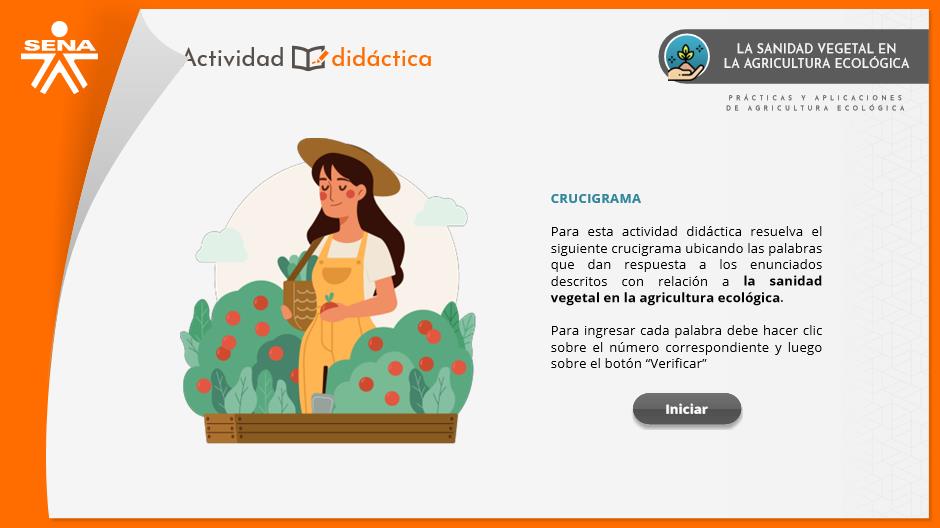 SENA
Actividad didáctica
LA SANIDAD VEGETAL EN
LA AGRICULTURA ECOLÓGICA
PRÁCTICAS Y APLICACIONES
DE AGRICULTURA ECOLÓGICA
CRUCIGRAMA
Para esta actividad didáctica resuelva el
siguiente crucigrama ubicando las palabras
que dan respuesta a los enunciados
descritos con relación a la sanidad
vegetal en la agricultura ecológica.
Para ingresar cada palabra debe hacer clic
sobre el número correspondiente y luego
sobre el botón “Verificar”
Iniciar